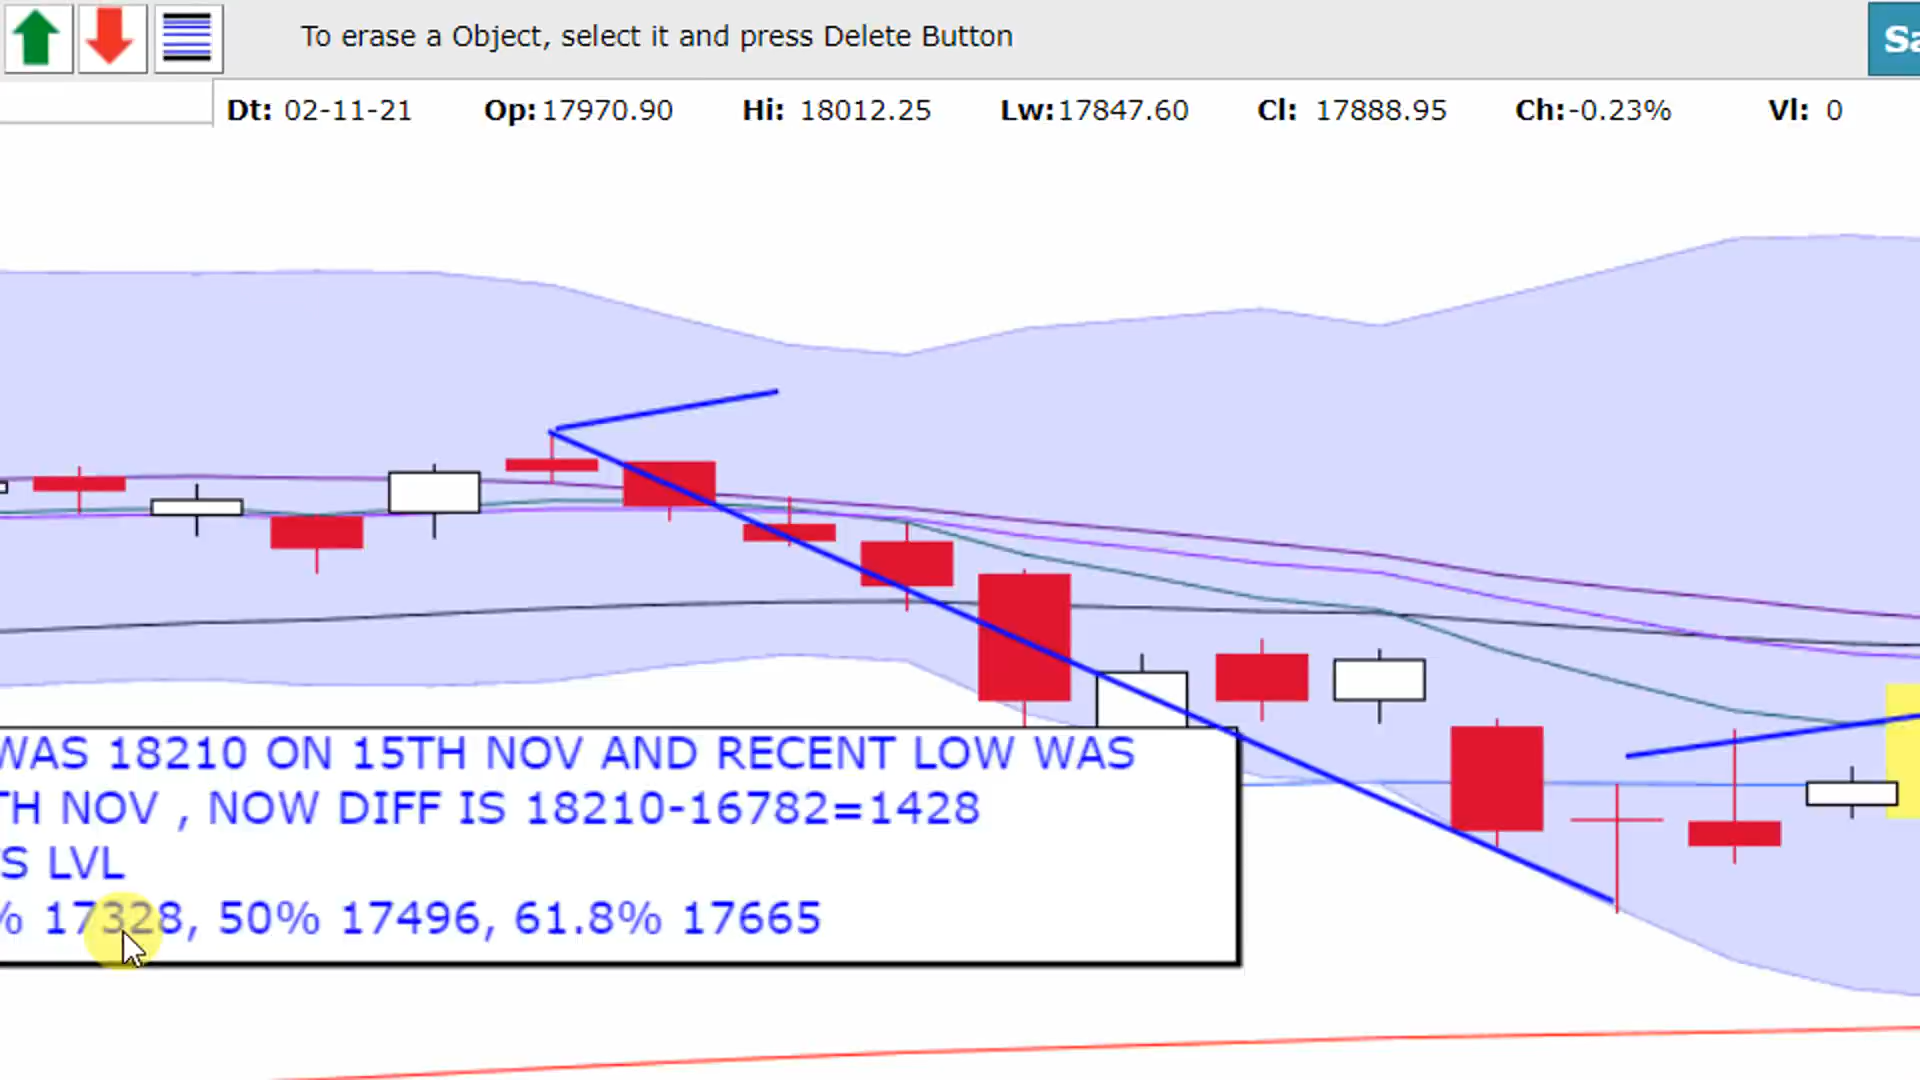 To erase a Object, select it and press Delete Button
Dt: 02-11-21 Op: 17970.90 Hi: 18012.25 Lw: 17847.60 Cl: 17888.95 Ch: -0.23% Vl: 0
WAS 18210 ON 15TH NOV AND RECENT LOW WAS
TH NOV , NOW DIFF IS 18210-16782=1428
S LVL
% 17328, 50% 17496, 61.8% 17665